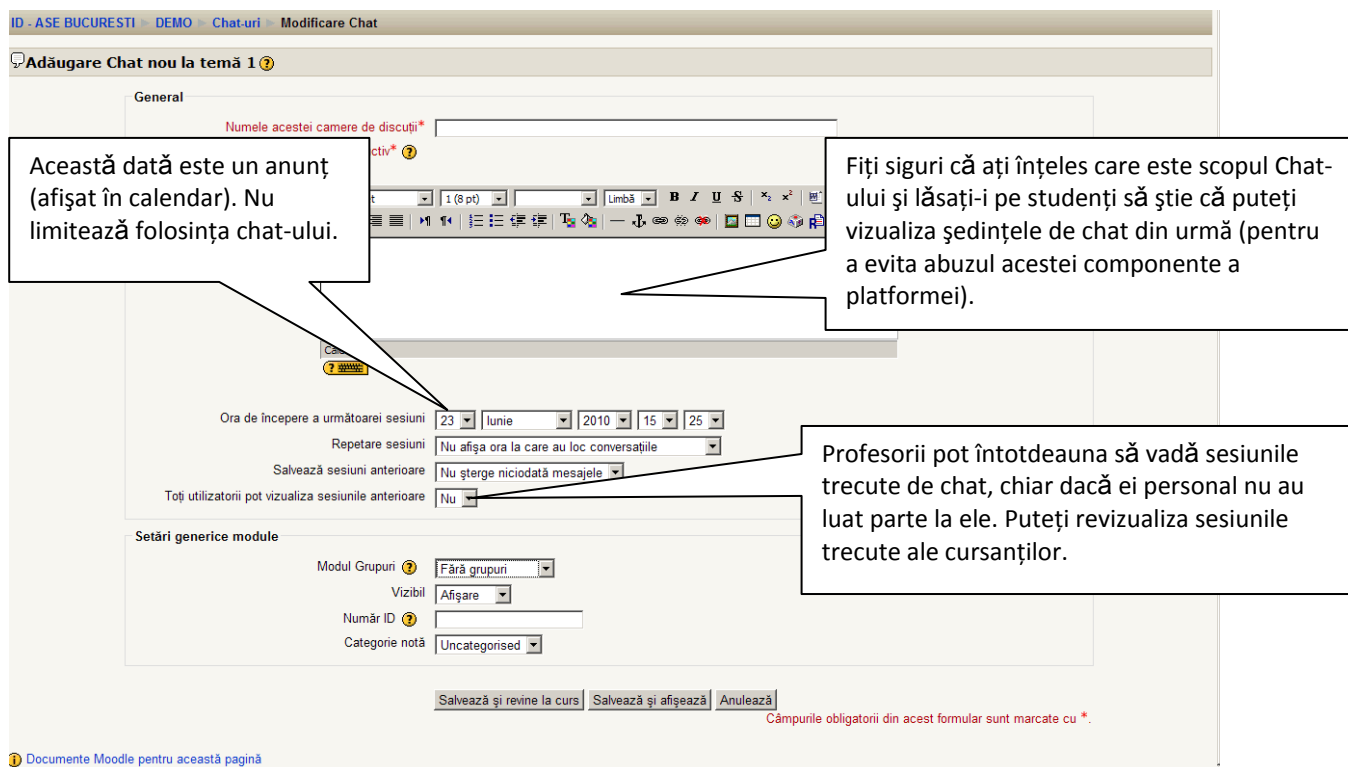 ID - ASE BUCURESTI ► DEMO ► Chat-uri ► Modificare Chat
Adăugare Chat nou la temă 1
General
Numele acestei camere de discuții*
ctiv*
Această dată este un anunț
(afişat în calendar). Nu
limitează folosința chat-ului.
Fiți siguri că ați înțeles care este scopul Chat-
ului şi lăsați-i pe studenți să ştie că puteți
vizualiza şedințele de chat din urmă (pentru
a evita abuzul acestei componente a
platformei).
t 1 (8 pt) Limbă B I U S
Ora de începere a următoarei sesiuni 23 Iunie 2010 15 25
Repetare sesiuni Nu afişa ora la care au loc conversațiile
Salvează sesiuni anterioare Nu şterge niciodată mesajele
Toți utilizatorii pot vizualiza sesiunile anterioare Nu
Profesorii pot întotdeauna să vadă sesiunile
trecute de chat, chiar dacă ei personal nu au
luat parte la ele. Puteți revizualiza sesiunile
trecute ale cursanților.
Setări generice module
Modul Grupuri Fără grupuri
Vizibil Afişare
Număr ID
Categorie notă Uncategorised
Salvează şi revine la curs Salvează şi afişează Anulează
Câmpurile obligatorii din acest formular sunt marcate cu *.
Documente Moodle pentru această pagină